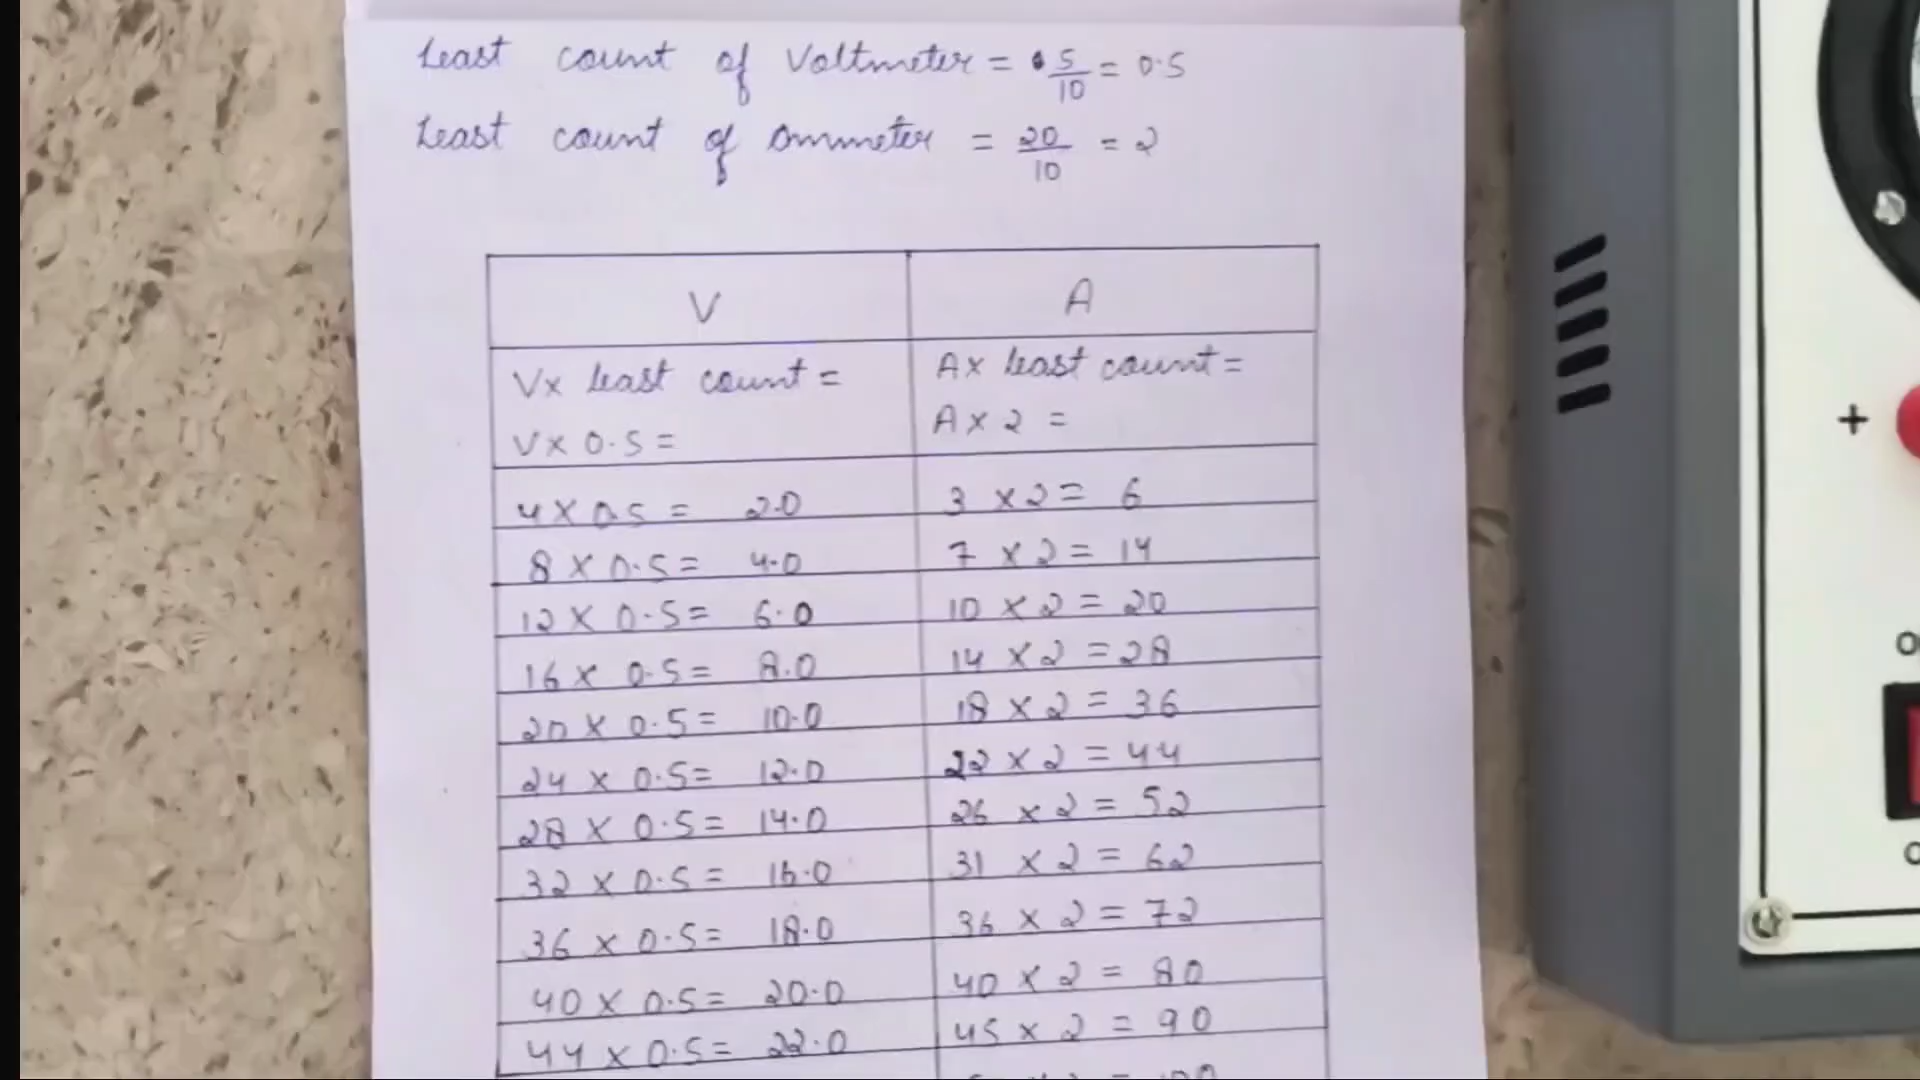 Least count of Voltmeter = 5/10 = 0.5
Least count of Ammeter = 20/10 = 2
V A
Vx least count = Ax least count =
Vx 0.5 = Ax 2 =
4 x 0.5 = 2.0 3 x 2 = 6
8 x 0.5 = 4.0 7 x 2 = 14
12 x 0.5 = 6.0 10 x 2 = 20
16 x 0.5 = 8.0 14 x 2 = 28
20 x 0.5 = 10.0 18 x 2 = 36
24 x 0.5 = 12.0 22 x 2 = 44
28 x 0.5 = 14.0 26 x 2 = 52
32 x 0.5 = 16.0 31 x 2 = 62
36 x 0.5 = 18.0 36 x 2 = 72
40 x 0.5 = 20.0 40 x 2 = 80
44 x 0.5 = 22.0 45 x 2 = 90
+